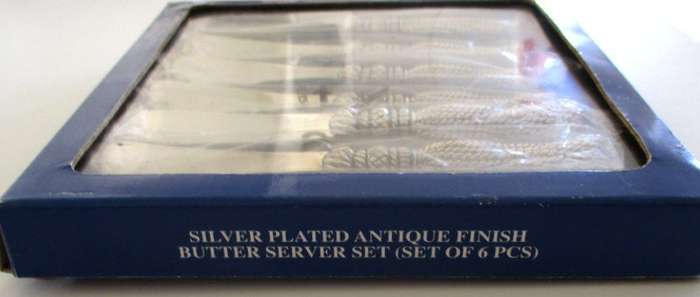 SILVER PLATED ANTIQUE FINISH
BUTTER SERVER SET (SET OF 6 PCS)